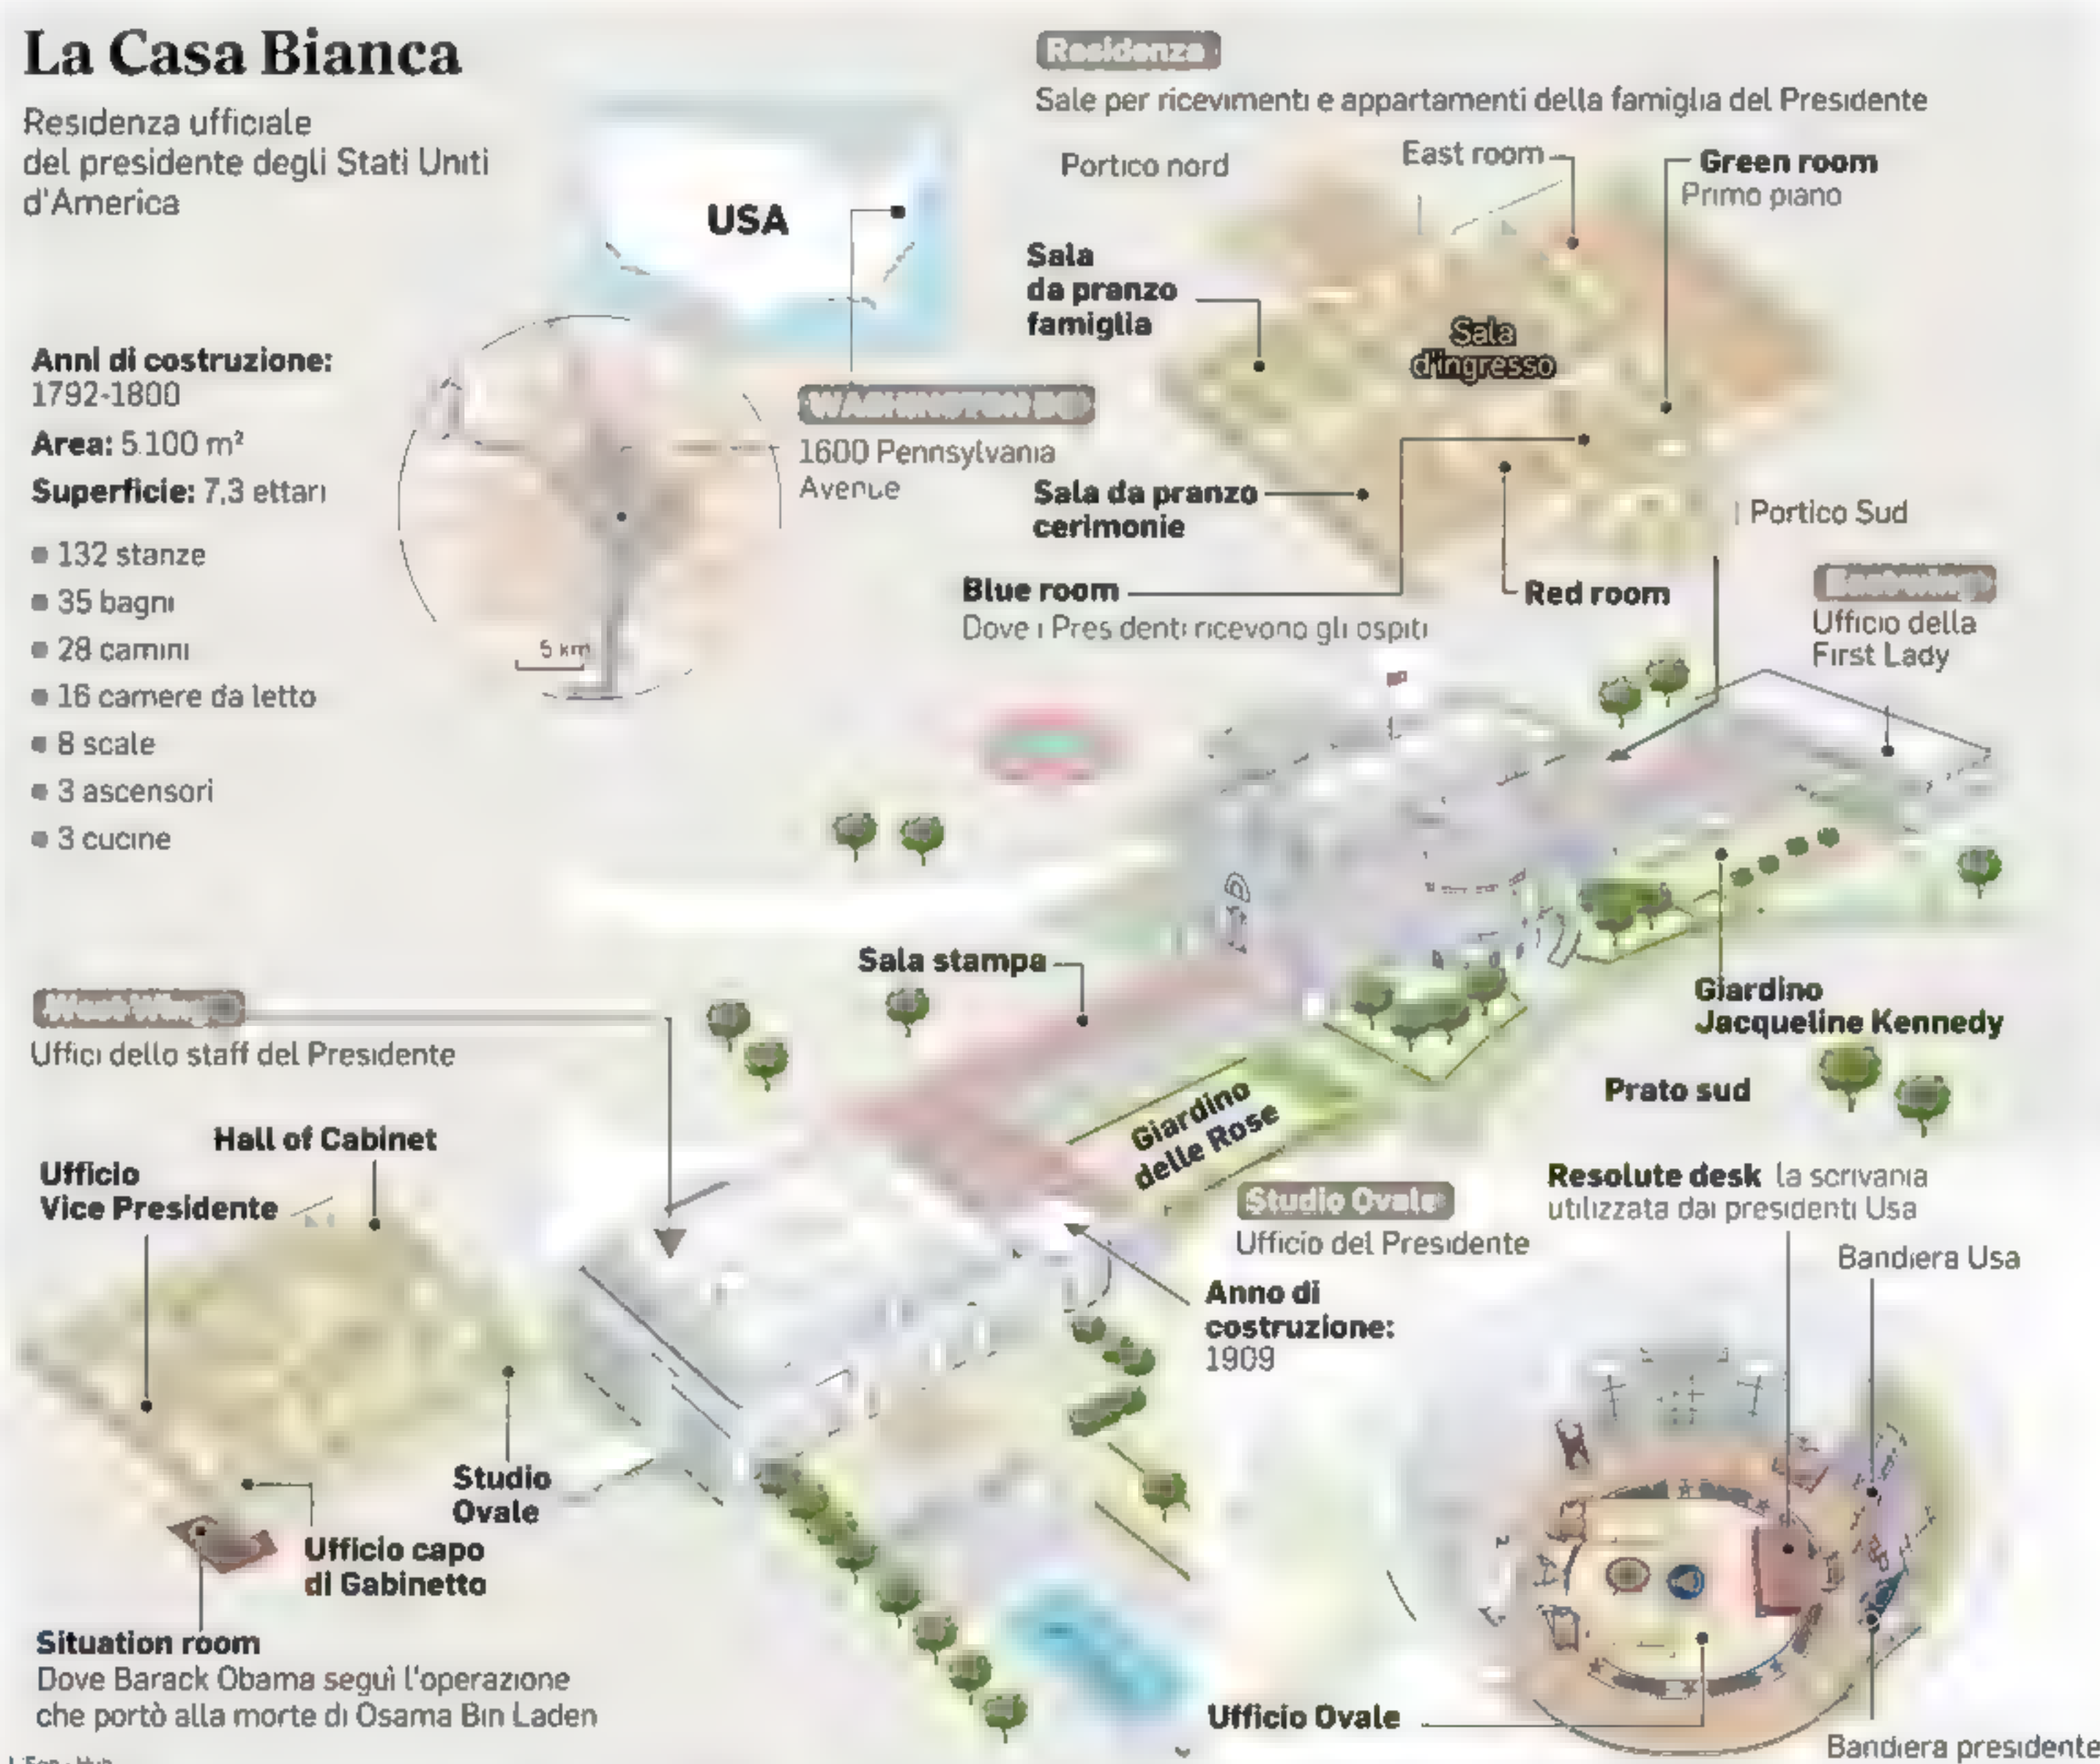 La Casa Bianca
Residenza ufficiale
del presidente degli Stati Uniti
d'America
Anni di costruzione:
1792-1800
Area: 5.100 m²
Superficie: 7,3 ettari
132 stanze
35 bagni
28 camini
16 camere da letto
8 scale
3 ascensori
3 cucine
USA
5 km
WASHINGTON DC
1600 Pennsylvania
Avenue
Residenza
Sale per ricevimenti e appartamenti della famiglia del Presidente
Portico nord
East room
Green room
Primo piano
Sala
da pranzo
famiglia
Sala
d'ingresso
Sala da pranzo
cerimonie
Blue room
Dove i Presidenti ricevono gli ospiti
Red room
Portico Sud
Ufficio della
First Lady
Sala stampa
Giardino
Jacqueline Kennedy
Prato sud
Giardino
delle Rose
West Wing
Uffici dello staff del Presidente
Hall of Cabinet
Ufficio
Vice Presidente
Studio
Ovale
Ufficio capo
di Gabinetto
Situation room
Dove Barack Obama seguì l'operazione
che portò alla morte di Osama Bin Laden
Studio Ovale
Ufficio del Presidente
Anno di
costruzione:
1909
Resolute desk la scrivania
utilizzata dai presidenti Usa
Bandiera Usa
Ufficio Ovale
Bandiera presidente